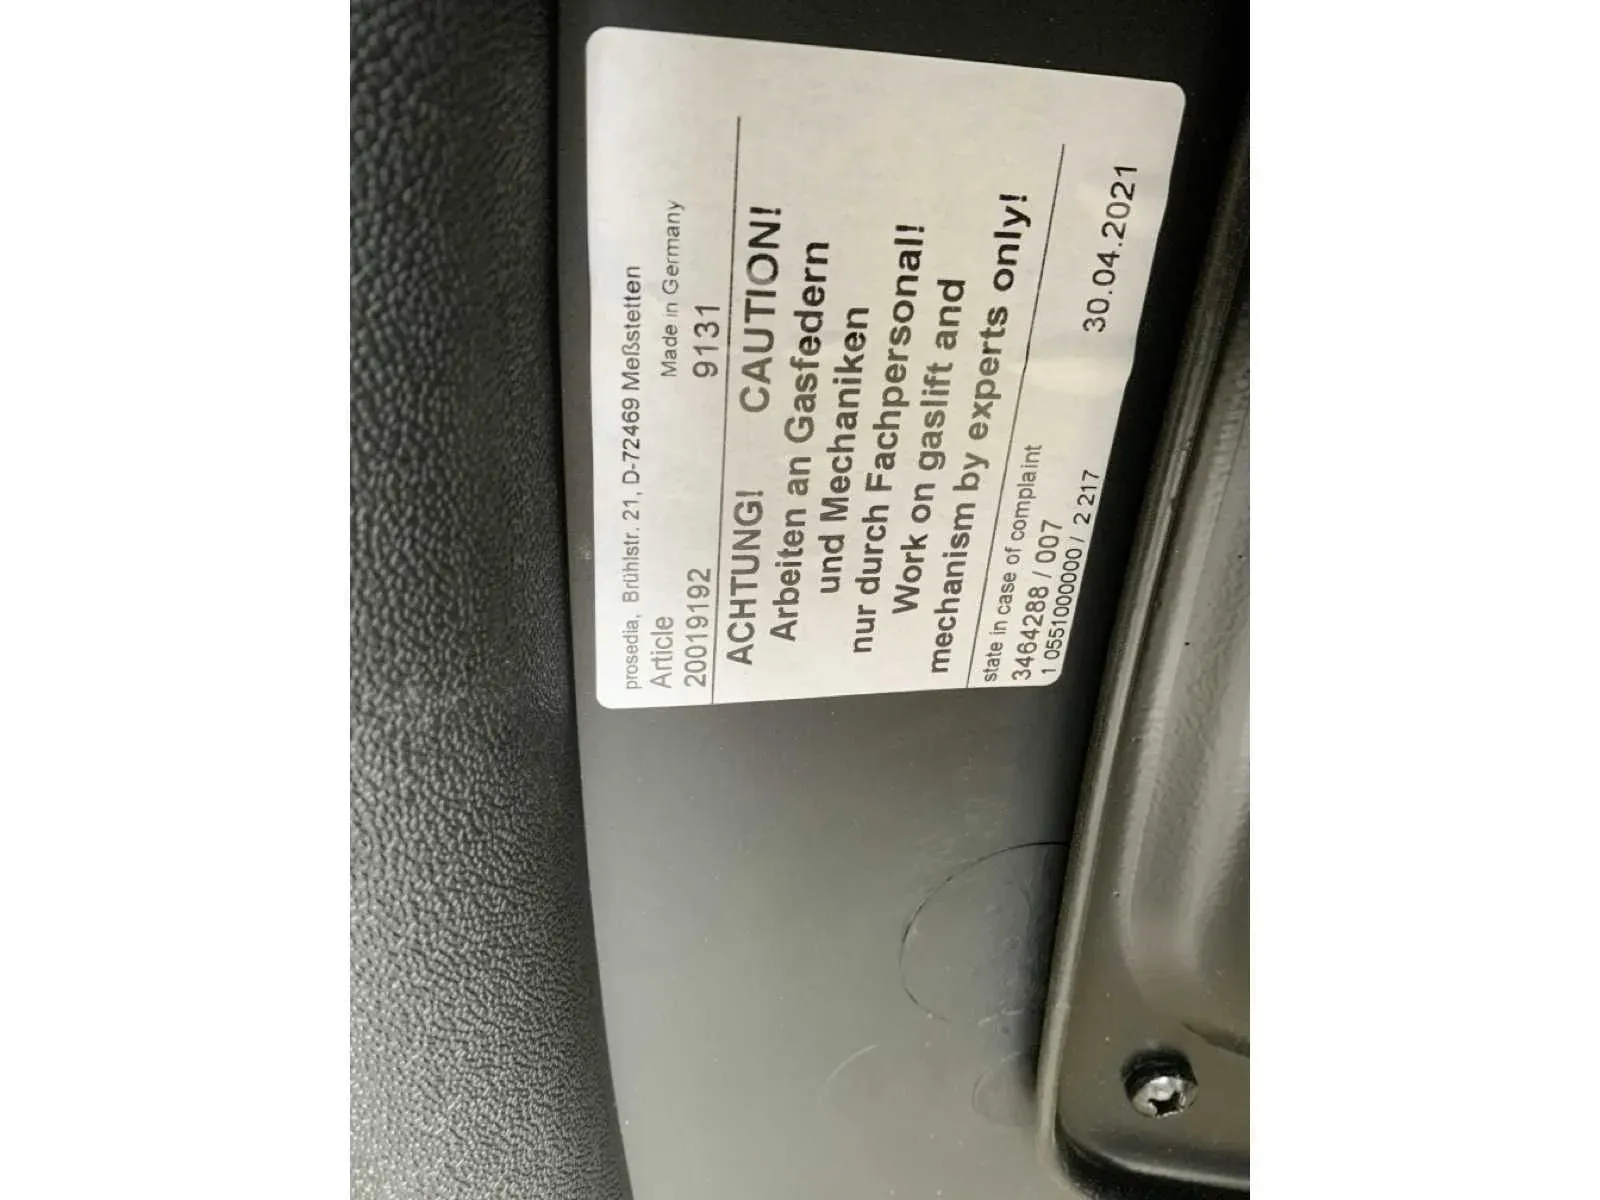 prosedia, Brühlstr. 21, D-72469 Meßstetten
Article Made in Germany
20019192 9131
ACHTUNG! CAUTION!
Arbeiten an Gasfedern
und Mechaniken
nur durch Fachpersonal!
Work on gaslift and
mechanism by experts only!
state in case of complaint
3464288 / 007 30.04.2021
1 0551000000 / 2 217